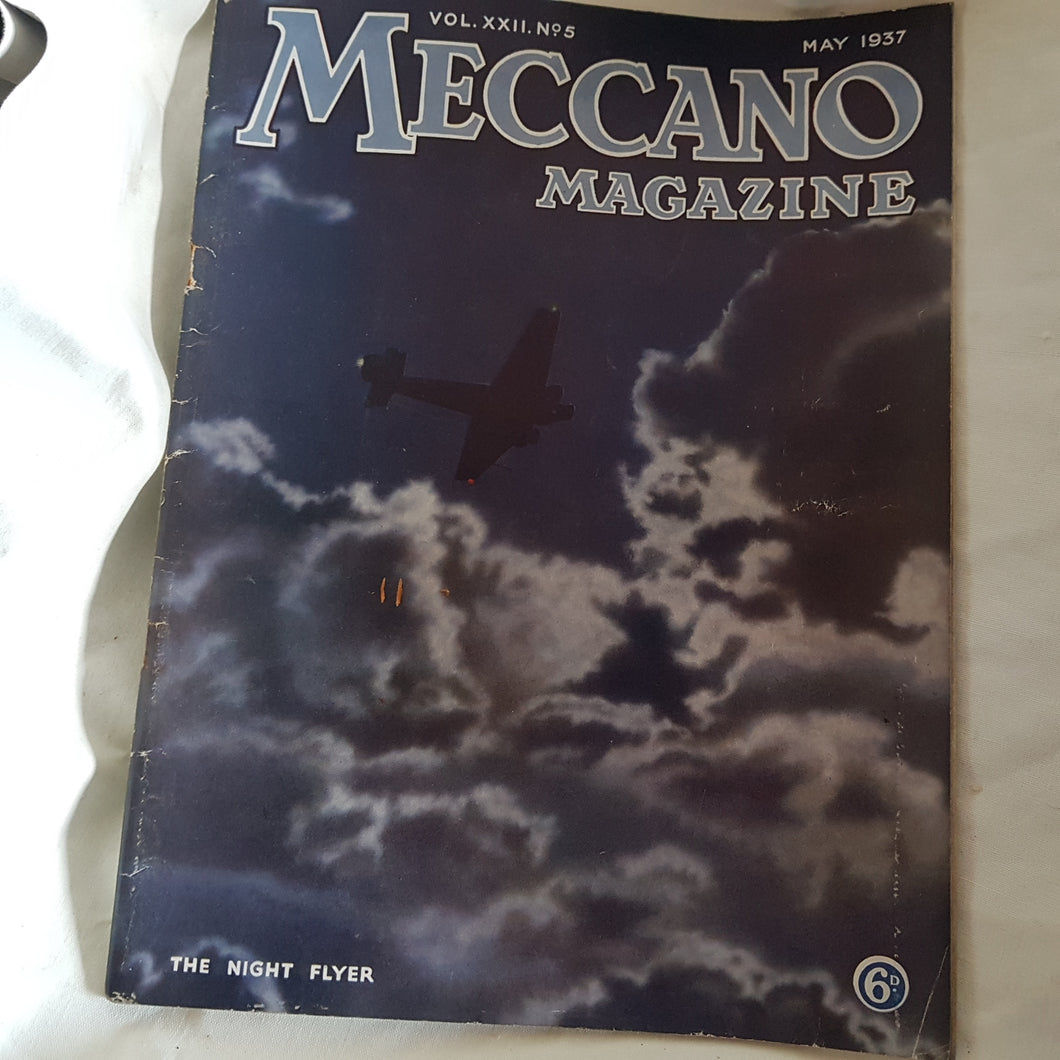 VOL. XXII. Nº5
MAY 1937
MECCANO
MAGAZINE
THE NIGHT FLYER
6D.